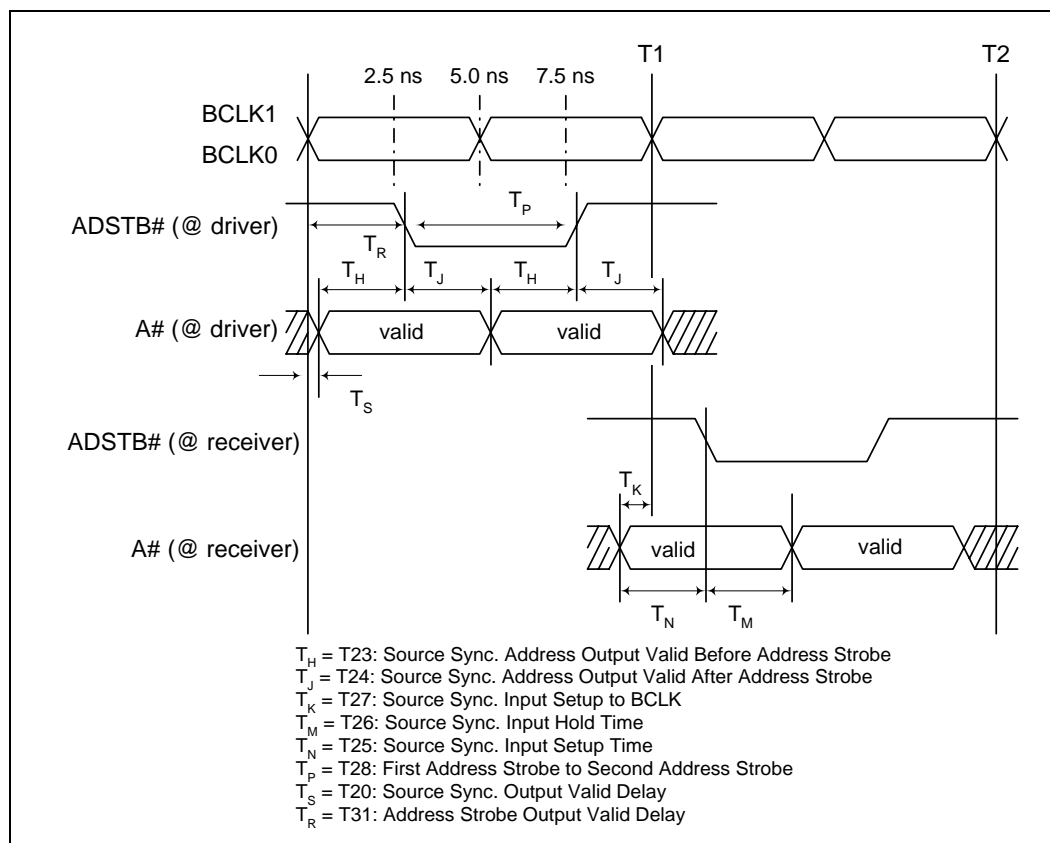 T1 T2
2.5 ns 5.0 ns 7.5 ns
BCLK1
BCLK0
ADSTB# (@ driver)
T_P
T_R
T_H T_J T_H T_J
A# (@ driver)
valid valid
T_S
ADSTB# (@ receiver)
T_K
A# (@ receiver)
valid valid
T_N T_M
T_H = T23: Source Sync. Address Output Valid Before Address Strobe
T_J = T24: Source Sync. Address Output Valid After Address Strobe
T_K = T27: Source Sync. Input Setup to BCLK
T_M = T26: Source Sync. Input Hold Time
T_N = T25: Source Sync. Input Setup Time
T_P = T28: First Address Strobe to Second Address Strobe
T_S = T20: Source Sync. Output Valid Delay
T_R = T31: Address Strobe Output Valid Delay